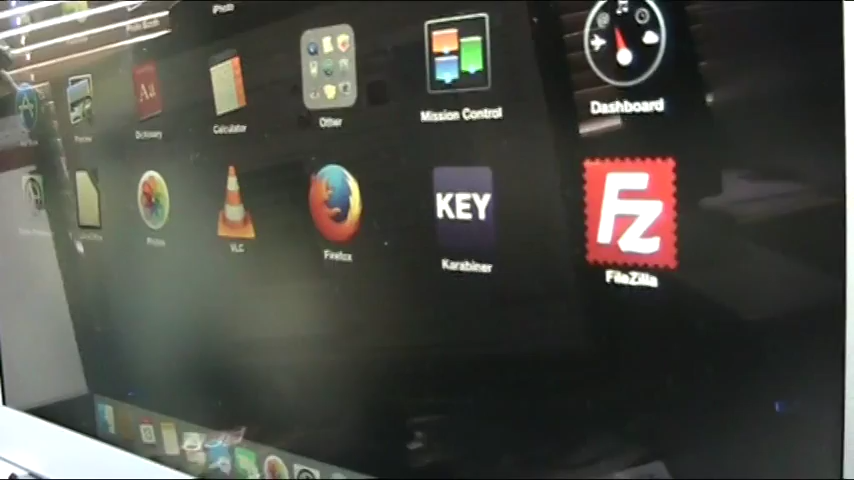 iPhoto
Photo Booth
Dictionary
Calculator
Other
Mission Control
Dashboard
Aa
Photos
VLC
Firefox
KEY
Karabiner
FZ
FileZilla